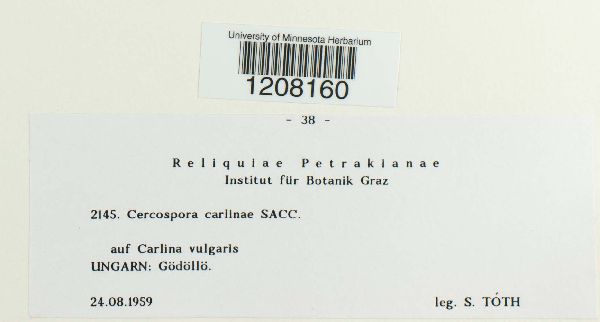 University of Minnesota Herbarium
1208160
- 38 -
Reliquiae Petrakianae
Institut für Botanik Graz
2145. Cercospora carlinae SACC.
auf Carlina vulgaris
UNGARN: Gödöllö.
24.08.1959 leg. S. TÓTH